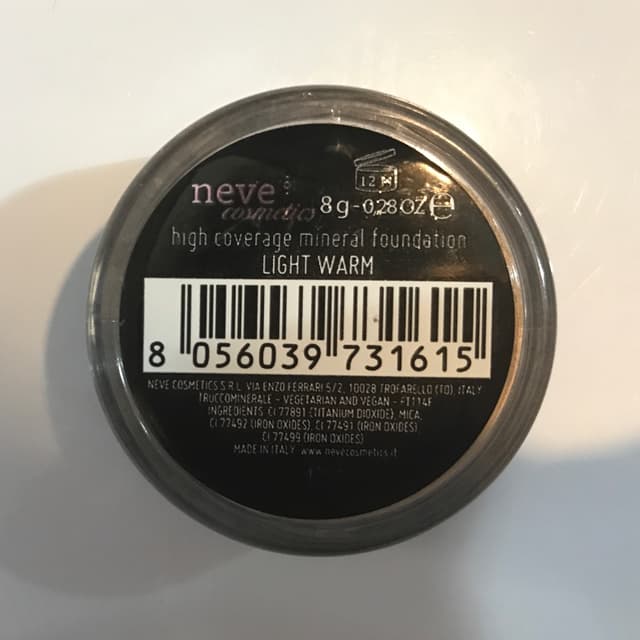 12 M
neve
cosmetics
8 g - 0,28 OZ ℮
high coverage mineral foundation
LIGHT WARM
8 056039 731615
NEVE COSMETICS S.R.L. VIA ENZO FERRARI 5/2, 10028 TROFARELLO (TO), ITALY
TRUCCOMINERALE - VEGETARIAN AND VEGAN - FT114F
INGREDIENTS: CI 77891 (TITANIUM DIOXIDE), MICA,
CI 77492 (IRON OXIDES), CI 77491 (IRON OXIDES),
CI 77499 (IRON OXIDES)
MADE IN ITALY www.nevecosmetics.it